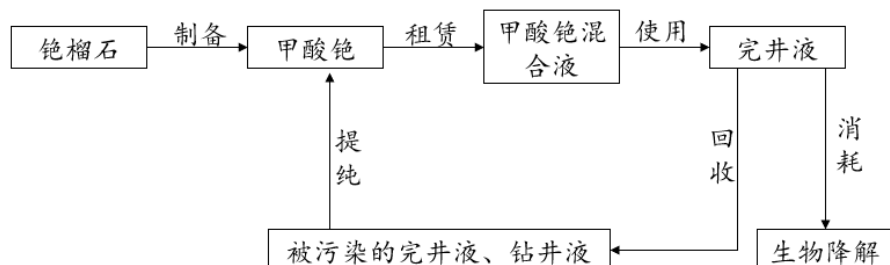 铯榴石
制备
甲酸铯
租赁
甲酸铯混
合液
使用
完井液
提
纯
回
收
消
耗
被污染的完井液、钻井液
生物降解